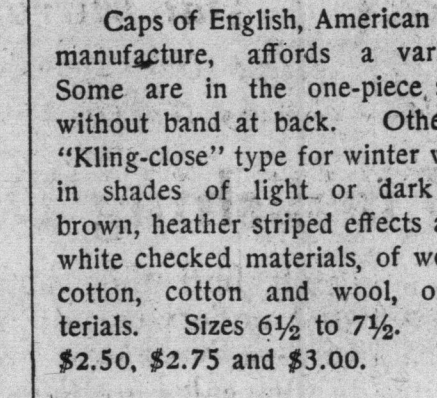 Caps of English, American
manufacture, affords a var
Some are in the one-piece
without band at back. Othe
“Kling-close” type for winter
in shades of light or dark
brown, heather striped effects
white checked materials, of w
cotton, cotton and wool, o
terials. Sizes 6½ to 7½.
$2.50, $2.75 and $3.00.